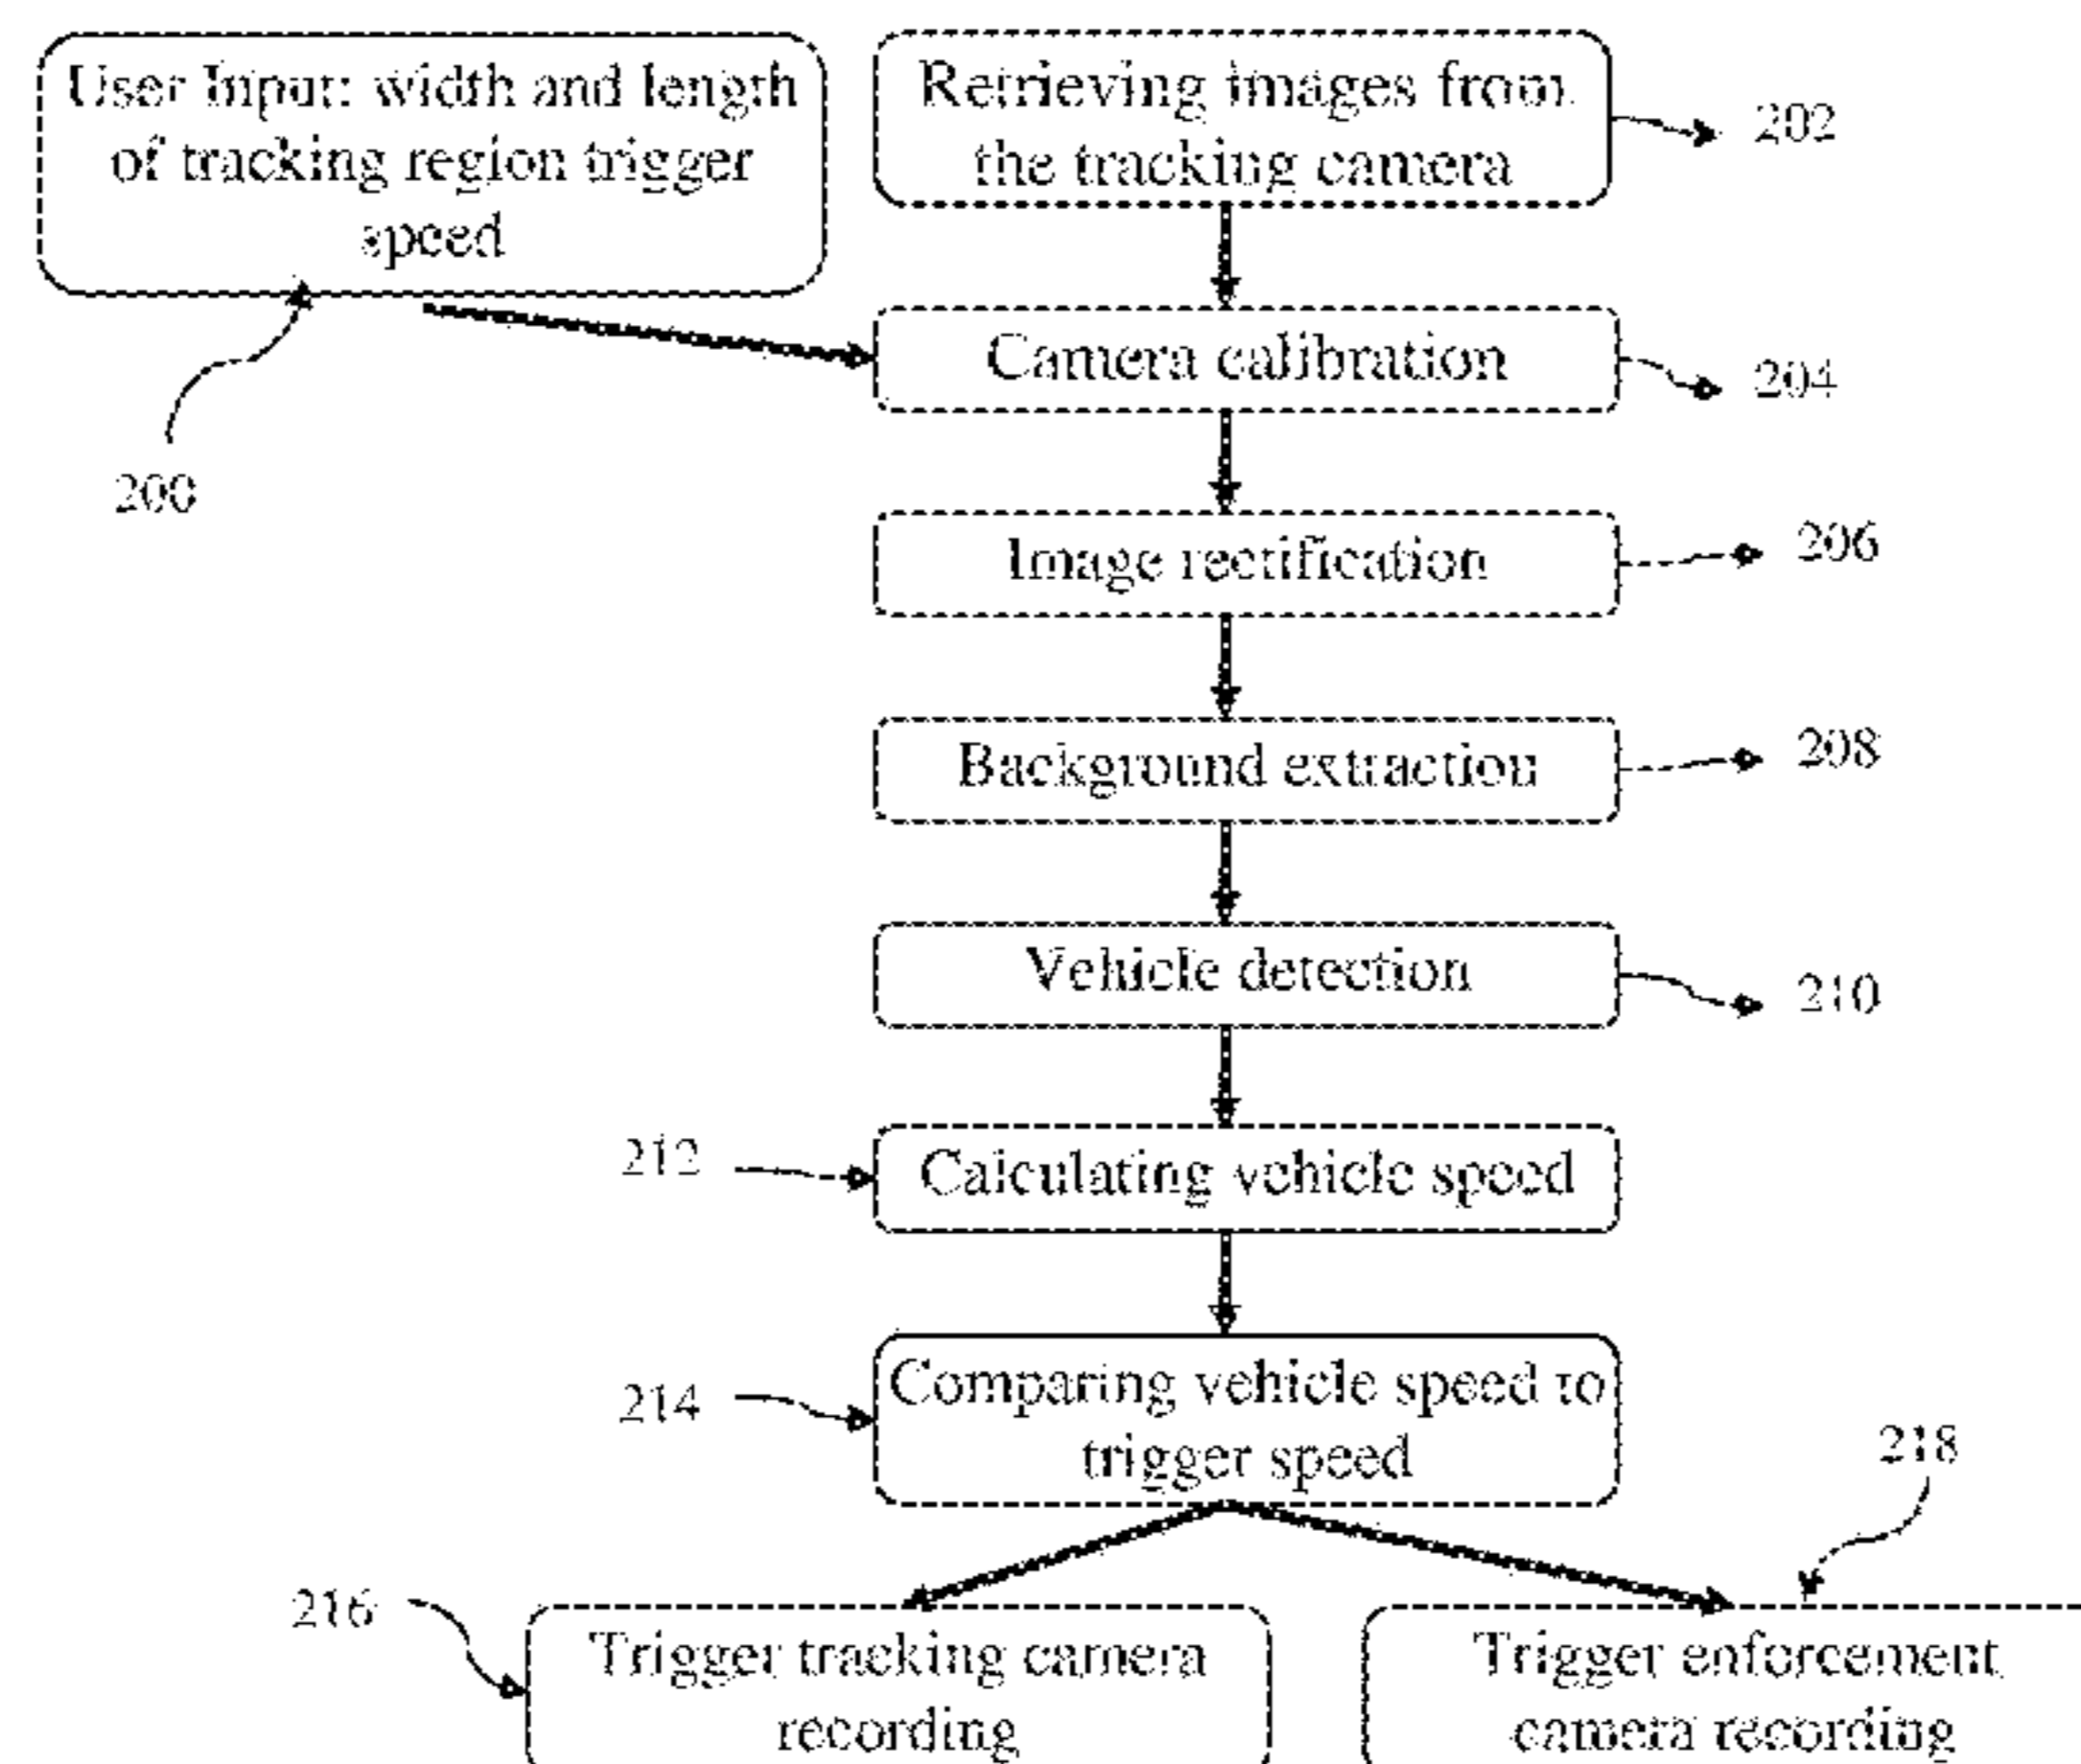 User Input: width and length
of tracking region trigger
speed
Retrieving images from
the tracking camera
202
Camera calibration
204
200
Image rectification
206
Background extraction
208
Vehicle detection
210
212
Calculating vehicle speed
214
Comparing vehicle speed to
trigger speed
218
216
Trigger tracking camera
recording
Trigger enforcement
camera recording